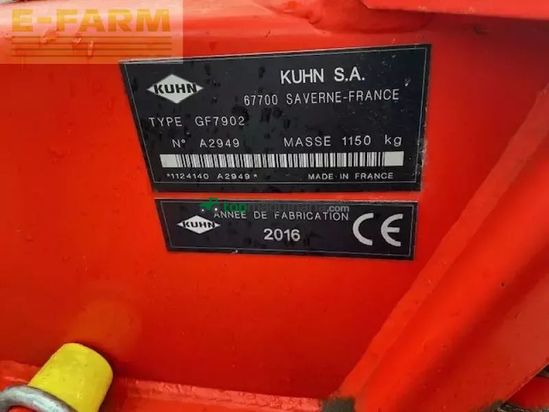 E-FARM
KUHN
KUHN S.A.
67700 SAVERNE-FRANCE
TYPE GF7902
N° A2949 MASSE 1150 kg
*1124140 A2949* MADE IN FRANCE
KUHN
ANNEE DE FABRICATION
2016
CE